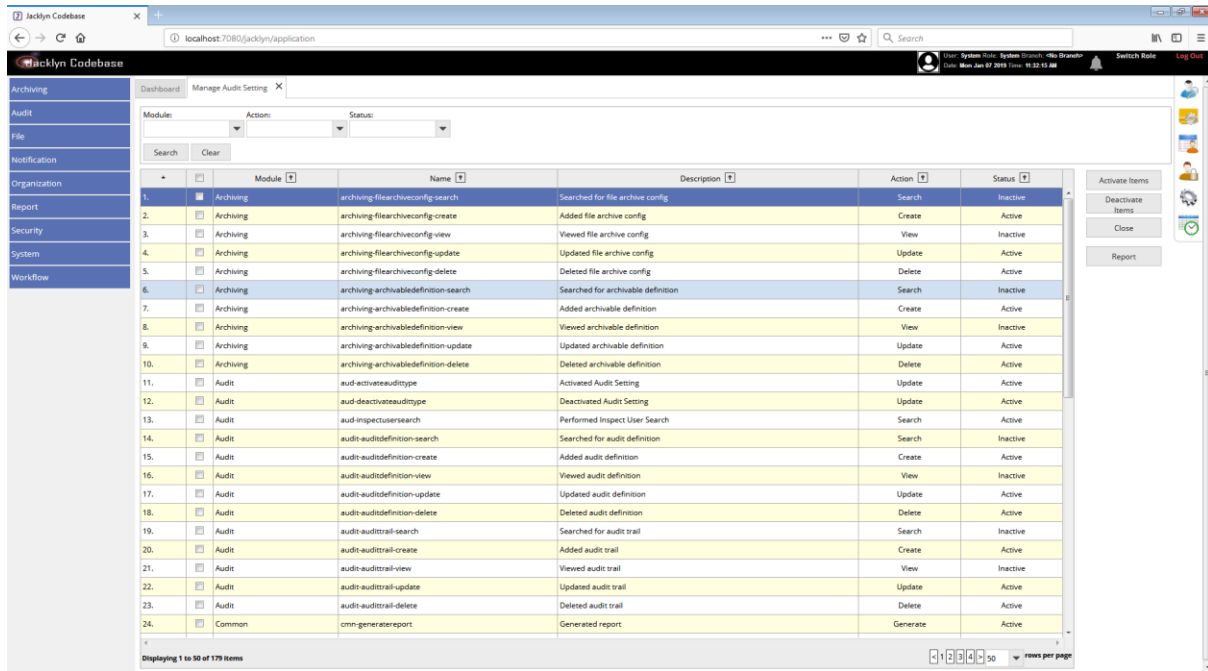 Jacklyn Codebase
localhost:7080/jacklyn/application
Search
Jacklyn Codebase
User: System Role: System Branch: <No Branch>
Date: Mon Jan 07 2019 Time: 11:32:15 AM
Switch Role
Log Out
Archiving
Audit
File
Notification
Organization
Report
Security
System
Workflow
Dashboard Manage Audit Setting
Module: Action: Status:
Search Clear
Module Name Description Action Status
1. Archiving archiving-filearchiveconfig-search Searched for file archive config Search Inactive
2. Archiving archiving-filearchiveconfig-create Added file archive config Create Active
3. Archiving archiving-filearchiveconfig-view Viewed file archive config View Inactive
4. Archiving archiving-filearchiveconfig-update Updated file archive config Update Active
5. Archiving archiving-filearchiveconfig-delete Deleted file archive config Delete Active
6. Archiving archiving-archivabledefinition-search Searched for archivable definition Search Inactive
7. Archiving archiving-archivabledefinition-create Added archivable definition Create Active
8. Archiving archiving-archivabledefinition-view Viewed archivable definition View Inactive
9. Archiving archiving-archivabledefinition-update Updated archivable definition Update Active
10. Archiving archiving-archivabledefinition-delete Deleted archivable definition Delete Active
11. Audit aud-activateaudittype Activated Audit Setting Update Active
12. Audit aud-deactivateaudittype Deactivated Audit Setting Update Active
13. Audit aud-inspectusersearch Performed Inspect User Search Search Active
14. Audit audit-auditdefinition-search Searched for audit definition Search Inactive
15. Audit audit-auditdefinition-create Added audit definition Create Active
16. Audit audit-auditdefinition-view Viewed audit definition View Inactive
17. Audit audit-auditdefinition-update Updated audit definition Update Active
18. Audit audit-auditdefinition-delete Deleted audit definition Delete Active
19. Audit audit-audittrail-search Searched for audit trail Search Inactive
20. Audit audit-audittrail-create Added audit trail Create Active
21. Audit audit-audittrail-view Viewed audit trail View Inactive
22. Audit audit-audittrail-update Updated audit trail Update Active
23. Audit audit-audittrail-delete Deleted audit trail Delete Active
24. Common cmn-generatereport Generated report Generate Active
Displaying 1 to 50 of 179 items
< 1 2 3 4 > 50 rows per page
Activate Items
Deactivate
Items
Close
Report